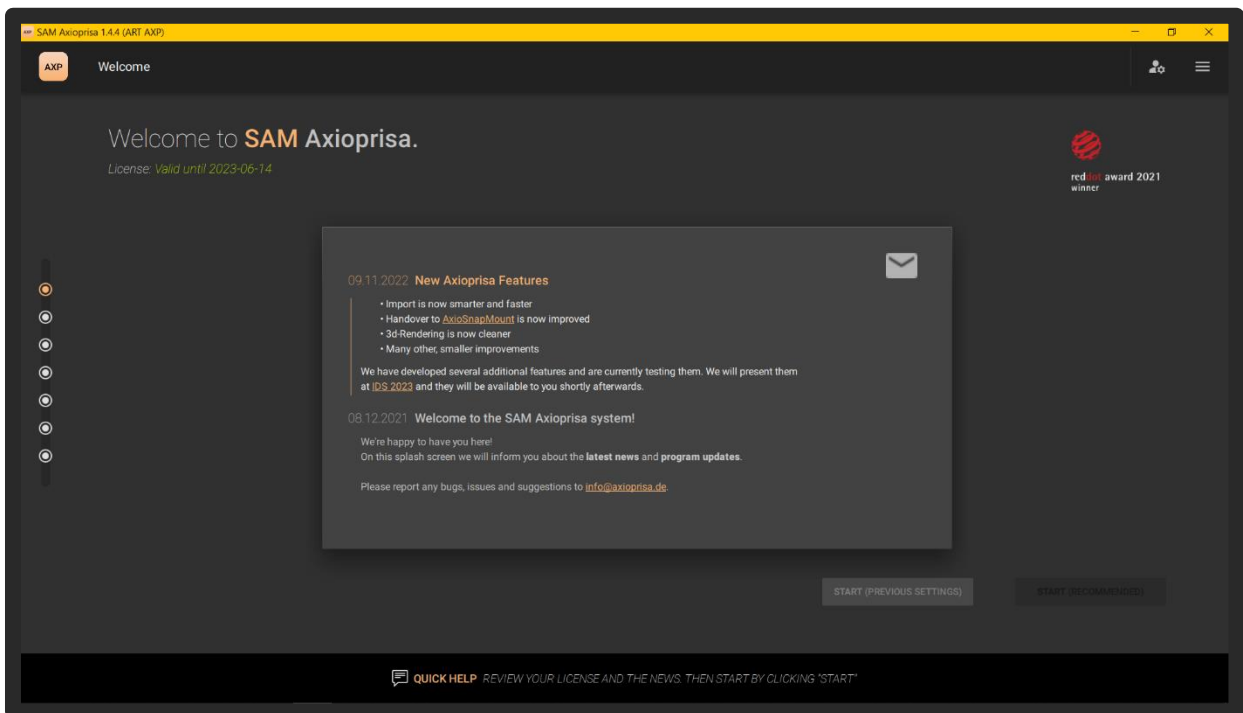 AXP SAM Axioprisa 1.4.4 (ART AXP)
AXP Welcome
Welcome to SAM Axioprisa.
License: Valid until 2023-06-14
reddot award 2021
winner
09.11.2022 New Axioprisa Features
• Import is now smarter and faster
• Handover to AxioSnapMount is now improved
• 3d-Rendering is now cleaner
• Many other, smaller improvements
We have developed several additional features and are currently testing them. We will present them
at IDS 2023 and they will be available to you shortly afterwards.
08.12.2021 Welcome to the SAM Axioprisa system!
We're happy to have you here!
On this splash screen we will inform you about the latest news and program updates.
Please report any bugs, issues and suggestions to info@axioprisa.de.
START (PREVIOUS SETTINGS) START (RECOMMENDED)
QUICK HELP REVIEW YOUR LICENSE AND THE NEWS. THEN START BY CLICKING "START"